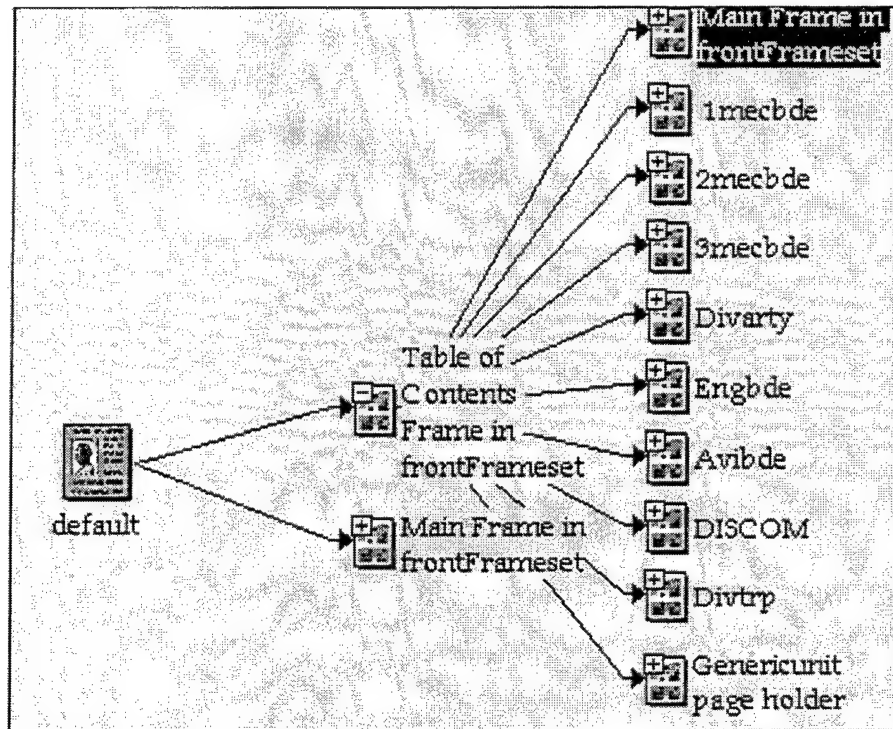 Main Frame in
frontFrameset
1mecbde
2mecbde
3mecbde
Divarty
Table of
Contents
Frame in
frontFrameset
Engbde
Avibde
default
Main Frame in
frontFrameset
DISCOM
Divtrp
Genericunit
page holder